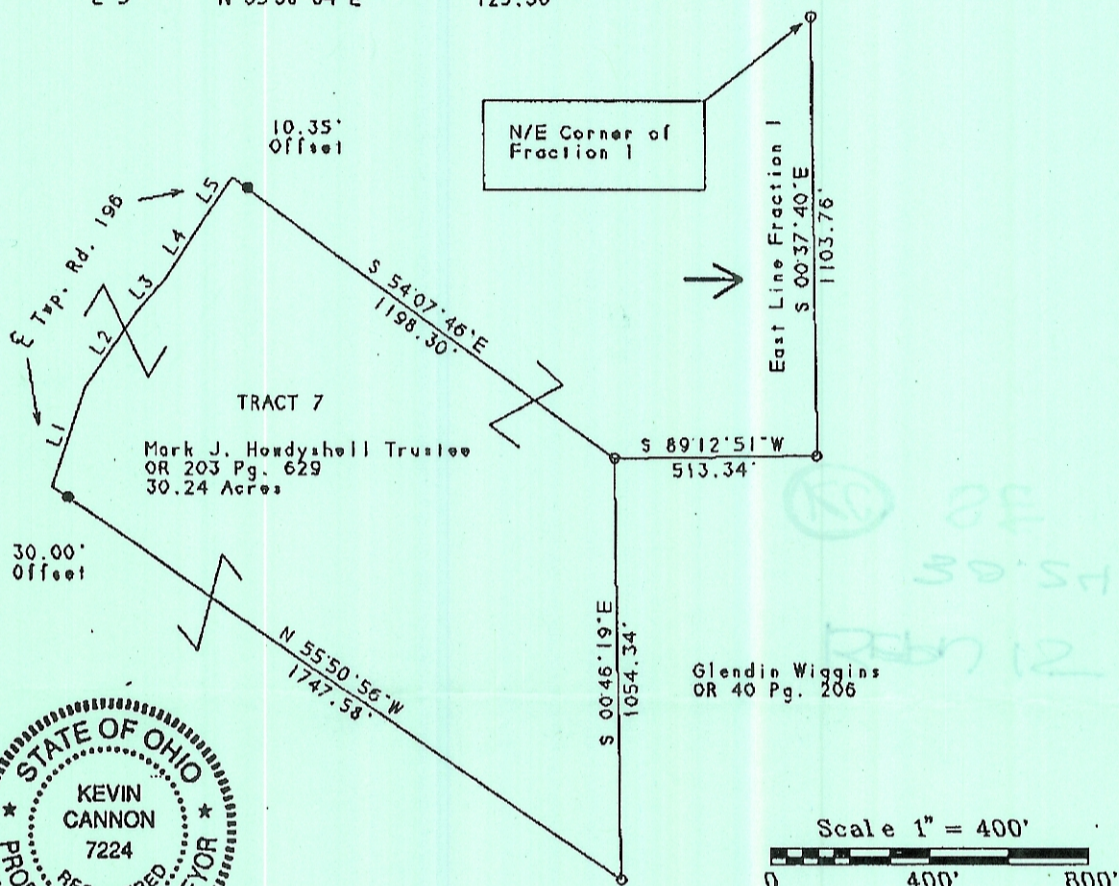 10.35'
Offset
N/E Corner of
Fraction 1
East Line Fraction 1
S 00°37'40"E
1103.76'
℄ Twp. Rd. 196
L5
L4
L3
L2
L1
S 54°07'46"E
1198.30'
TRACT 7
Mark J. Howdyshell Trustee
OR 203 Pg. 629
30.24 Acres
S 89°12'51"W
513.34'
30.00'
Offset
N 55°50'56"W
1747.58'
S 00°46'19"E
1054.34'
Glendin Wiggins
OR 40 Pg. 206
STATE OF OHIO
KEVIN
CANNON
7224
Scale 1" = 400'
0 400' 800'